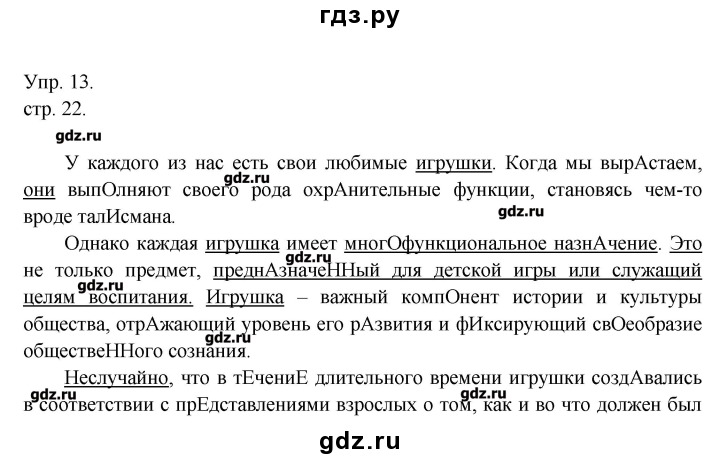 гдз.ру
Упр. 13.
стр. 22.
gdz.ru
У каждого из нас есть свои любимые игрушки. Когда мы вырАстаем,
gdz.ru
они выпОлняют своего рода охрАнительные функции, становясь чем-то
gdz.ru
вроде талИсмана.
Однако каждая игрушка имеет многОфункциональное назнАчение. Это
gdz.ru
не только предмет, преднАзначеННый для детской игры или служащий
gdz.ru
целям воспитания. Игрушка – важный компОнент истории и культуры
общества, отрАжающий уровень его рАзвития и фИксирующий свОеобразие
gdz.ru
обществеННого сознания.
Неслучайно, что в тЕчениЕ длительного времени игрушки создАвались
gdz.ru
gdz.ru
в соответствии с прЕдставлениями взрослых о том, как и во что должен был
gdz.ru